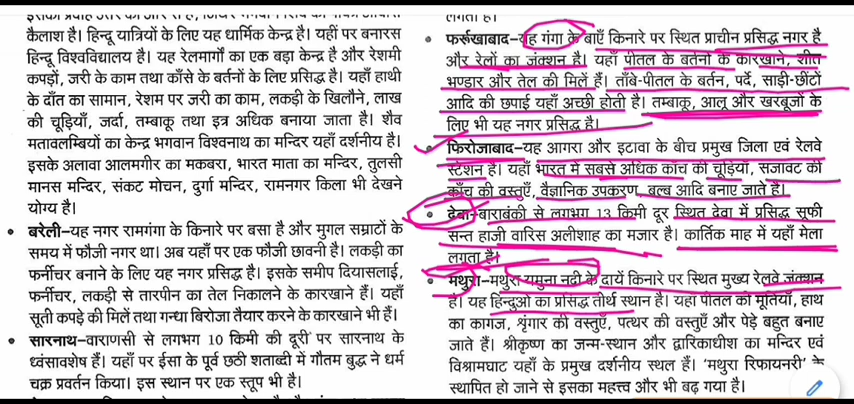 कैलाश है। हिन्दू यात्रियों के लिए यह धार्मिक केन्द्र है। यहीं पर बनारस
हिन्दू विश्वविद्यालय है। यह रेलमार्गों का एक बड़ा केन्द्र है और रेशमी
कपड़ों, जरी के काम तथा काँसे के बर्तनों के लिए प्रसिद्ध है। यहाँ हाथी
के दाँत का सामान, रेशम पर जरी का काम, लकड़ी के खिलौने, लाख
की चूड़ियाँ, जर्दा, तम्बाकू तथा इत्र अधिक बनाया जाता है। शैव
मतावलम्बियों का केन्द्र भगवान विश्वनाथ का मन्दिर यहाँ दर्शनीय है।
इसके अलावा आलमगीर का मकबरा, भारत माता का मन्दिर, तुलसी
मानस मन्दिर, संकट मोचन, दुर्गा मन्दिर, रामनगर किला भी देखने
योग्य है।
• बरेली–यह नगर रामगंगा के किनारे पर बसा है और मुगल सम्राटों के
समय में फौजी नगर था। अब यहाँ पर एक फौजी छावनी है। लकड़ी का
फर्नीचर बनाने के लिए यह नगर प्रसिद्ध है। इसके समीप दियासलाई,
फर्नीचर, लकड़ी से तारपीन का तेल निकालने के कारखाने हैं। यहाँ
सूती कपड़े की मिलें तथा गन्धा बिरोजा तैयार करने के कारखाने भी हैं।
• सारनाथ–वाराणसी से लगभग 10 किमी की दूरी पर सारनाथ के
ध्वंसावशेष हैं। यहाँ पर ईसा के पूर्व छठी शताब्दी में गौतम बुद्ध ने धर्म
चक्र प्रवर्तन किया। इस स्थान पर एक स्तूप भी है।
लगता है।
• फर्रुखाबाद–यह गंगा के बाएँ किनारे पर स्थित प्राचीन प्रसिद्ध नगर है
और रेलों का जंक्शन है। यहाँ पीतल के बर्तनों के कारखाने, शीत
भण्डार और तेल की मिलें हैं। ताँबे-पीतल के बर्तन, पर्दे, साड़ी-छींटों
आदि की छपाई यहाँ अच्छी होती है। तम्बाकू, आलू और खरबूजों के
लिए भी यह नगर प्रसिद्ध है।
फिरोजाबाद–यह आगरा और इटावा के बीच प्रमुख जिला एवं रेलवे
स्टेशन है। यहाँ भारत में सबसे अधिक काँच की चूड़ियाँ, सजावट की
काँच की वस्तुएँ, वैज्ञानिक उपकरण, बल्ब आदि बनाए जाते हैं।
• देवा–बाराबंकी से लगभग 13 किमी दूर स्थित देवा में प्रसिद्ध सूफी
सन्त हाजी वारिस अलीशाह का मजार है। कार्तिक माह में यहाँ मेला
लगता है।
• मथुरा–मथुरा यमुना नदी के दायें किनारे पर स्थित मुख्य रेलवे जंक्शन
है। यह हिन्दुओं का प्रसिद्ध तीर्थ स्थान है। यहाँ पीतल की मूर्तियाँ, हाथ
का कागज, श्रृंगार की वस्तुएँ, पत्थर की वस्तुएँ और पेड़े बहुत बनाए
जाते हैं। श्रीकृष्ण का जन्म-स्थान और द्वारिकाधीश का मन्दिर एवं
विश्रामघाट यहाँ के प्रमुख दर्शनीय स्थल हैं। ‘मथुरा रिफायनरी’ के
स्थापित हो जाने से इसका महत्त्व और भी बढ़ गया है।